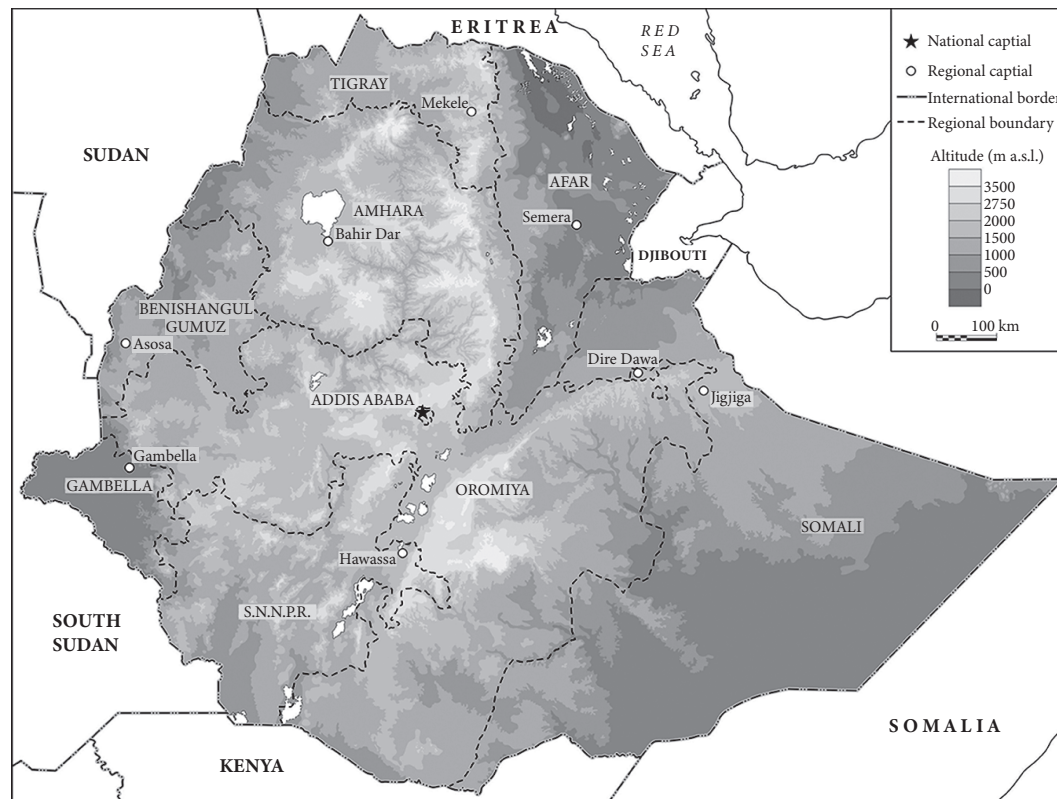 ERITREA
RED
SEA
TIGRAY
Mekele
SUDAN
AFAR
AMHARA
Semera
Bahir Dar
DJIBOUTI
BENISHANGUL
GUMUZ
Asosa
Dire Dawa
ADDIS ABABA
Jigjiga
Gambella
GAMBELLA
OROMIYA
SOMALI
Hawassa
S.N.N.P.R.
SOUTH
SUDAN
SOMALIA
KENYA
National captial
Regional captial
International border
Regional boundary
Altitude (m a.s.l.)
3500
2750
2000
1500
1000
500
0
0 100 km